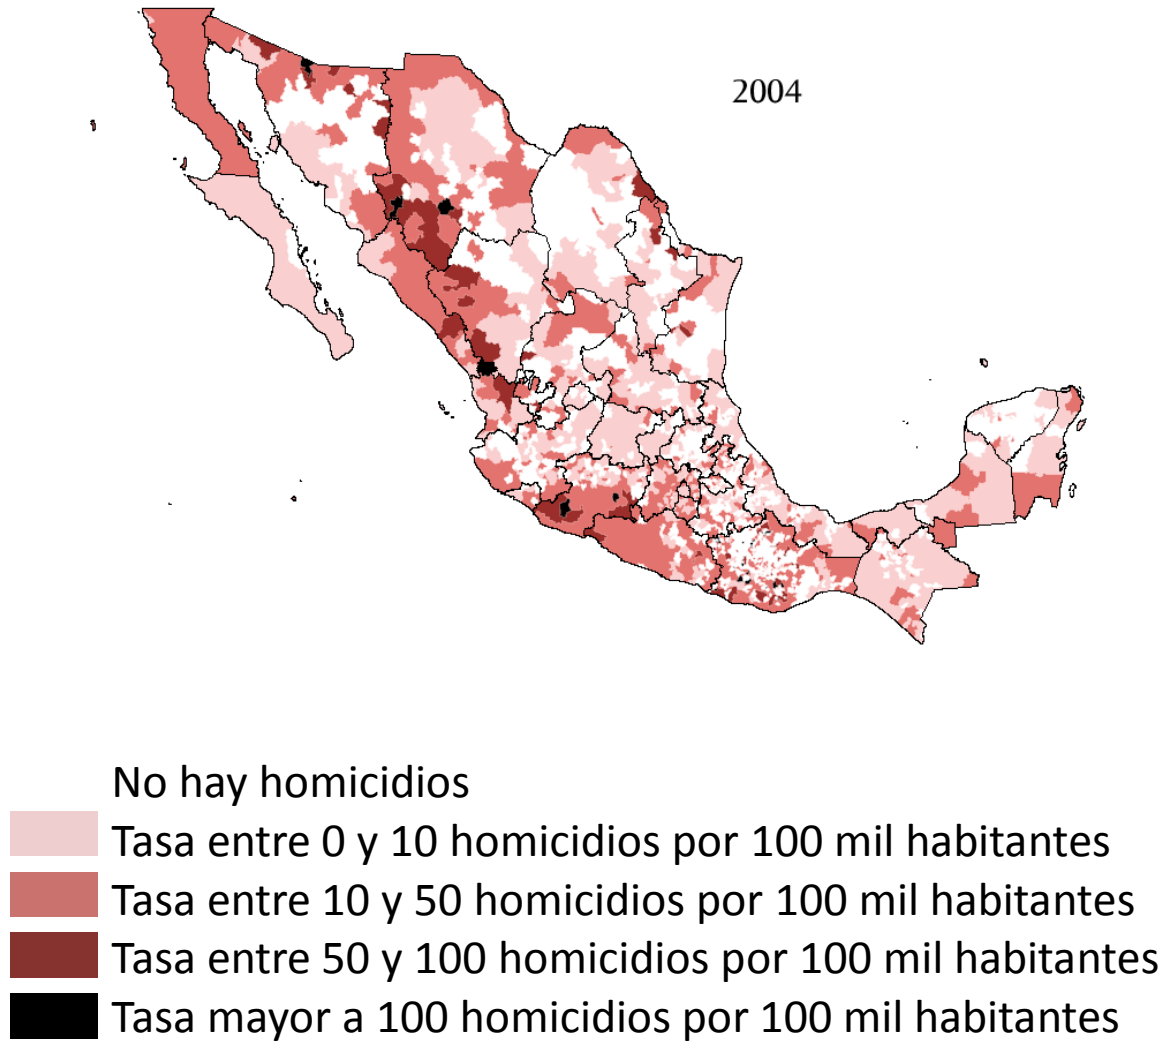 2004
No hay homicidios
Tasa entre 0 y 10 homicidios por 100 mil habitantes
Tasa entre 10 y 50 homicidios por 100 mil habitantes
Tasa entre 50 y 100 homicidios por 100 mil habitantes
Tasa mayor a 100 homicidios por 100 mil habitantes